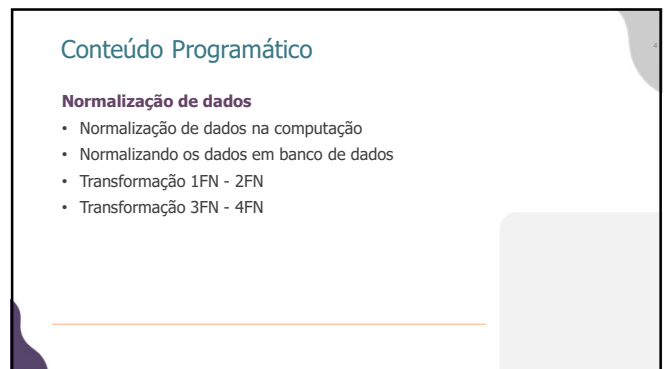 Conteúdo Programático
4
Normalização de dados
• Normalização de dados na computação
• Normalizando os dados em banco de dados
• Transformação 1FN - 2FN
• Transformação 3FN - 4FN